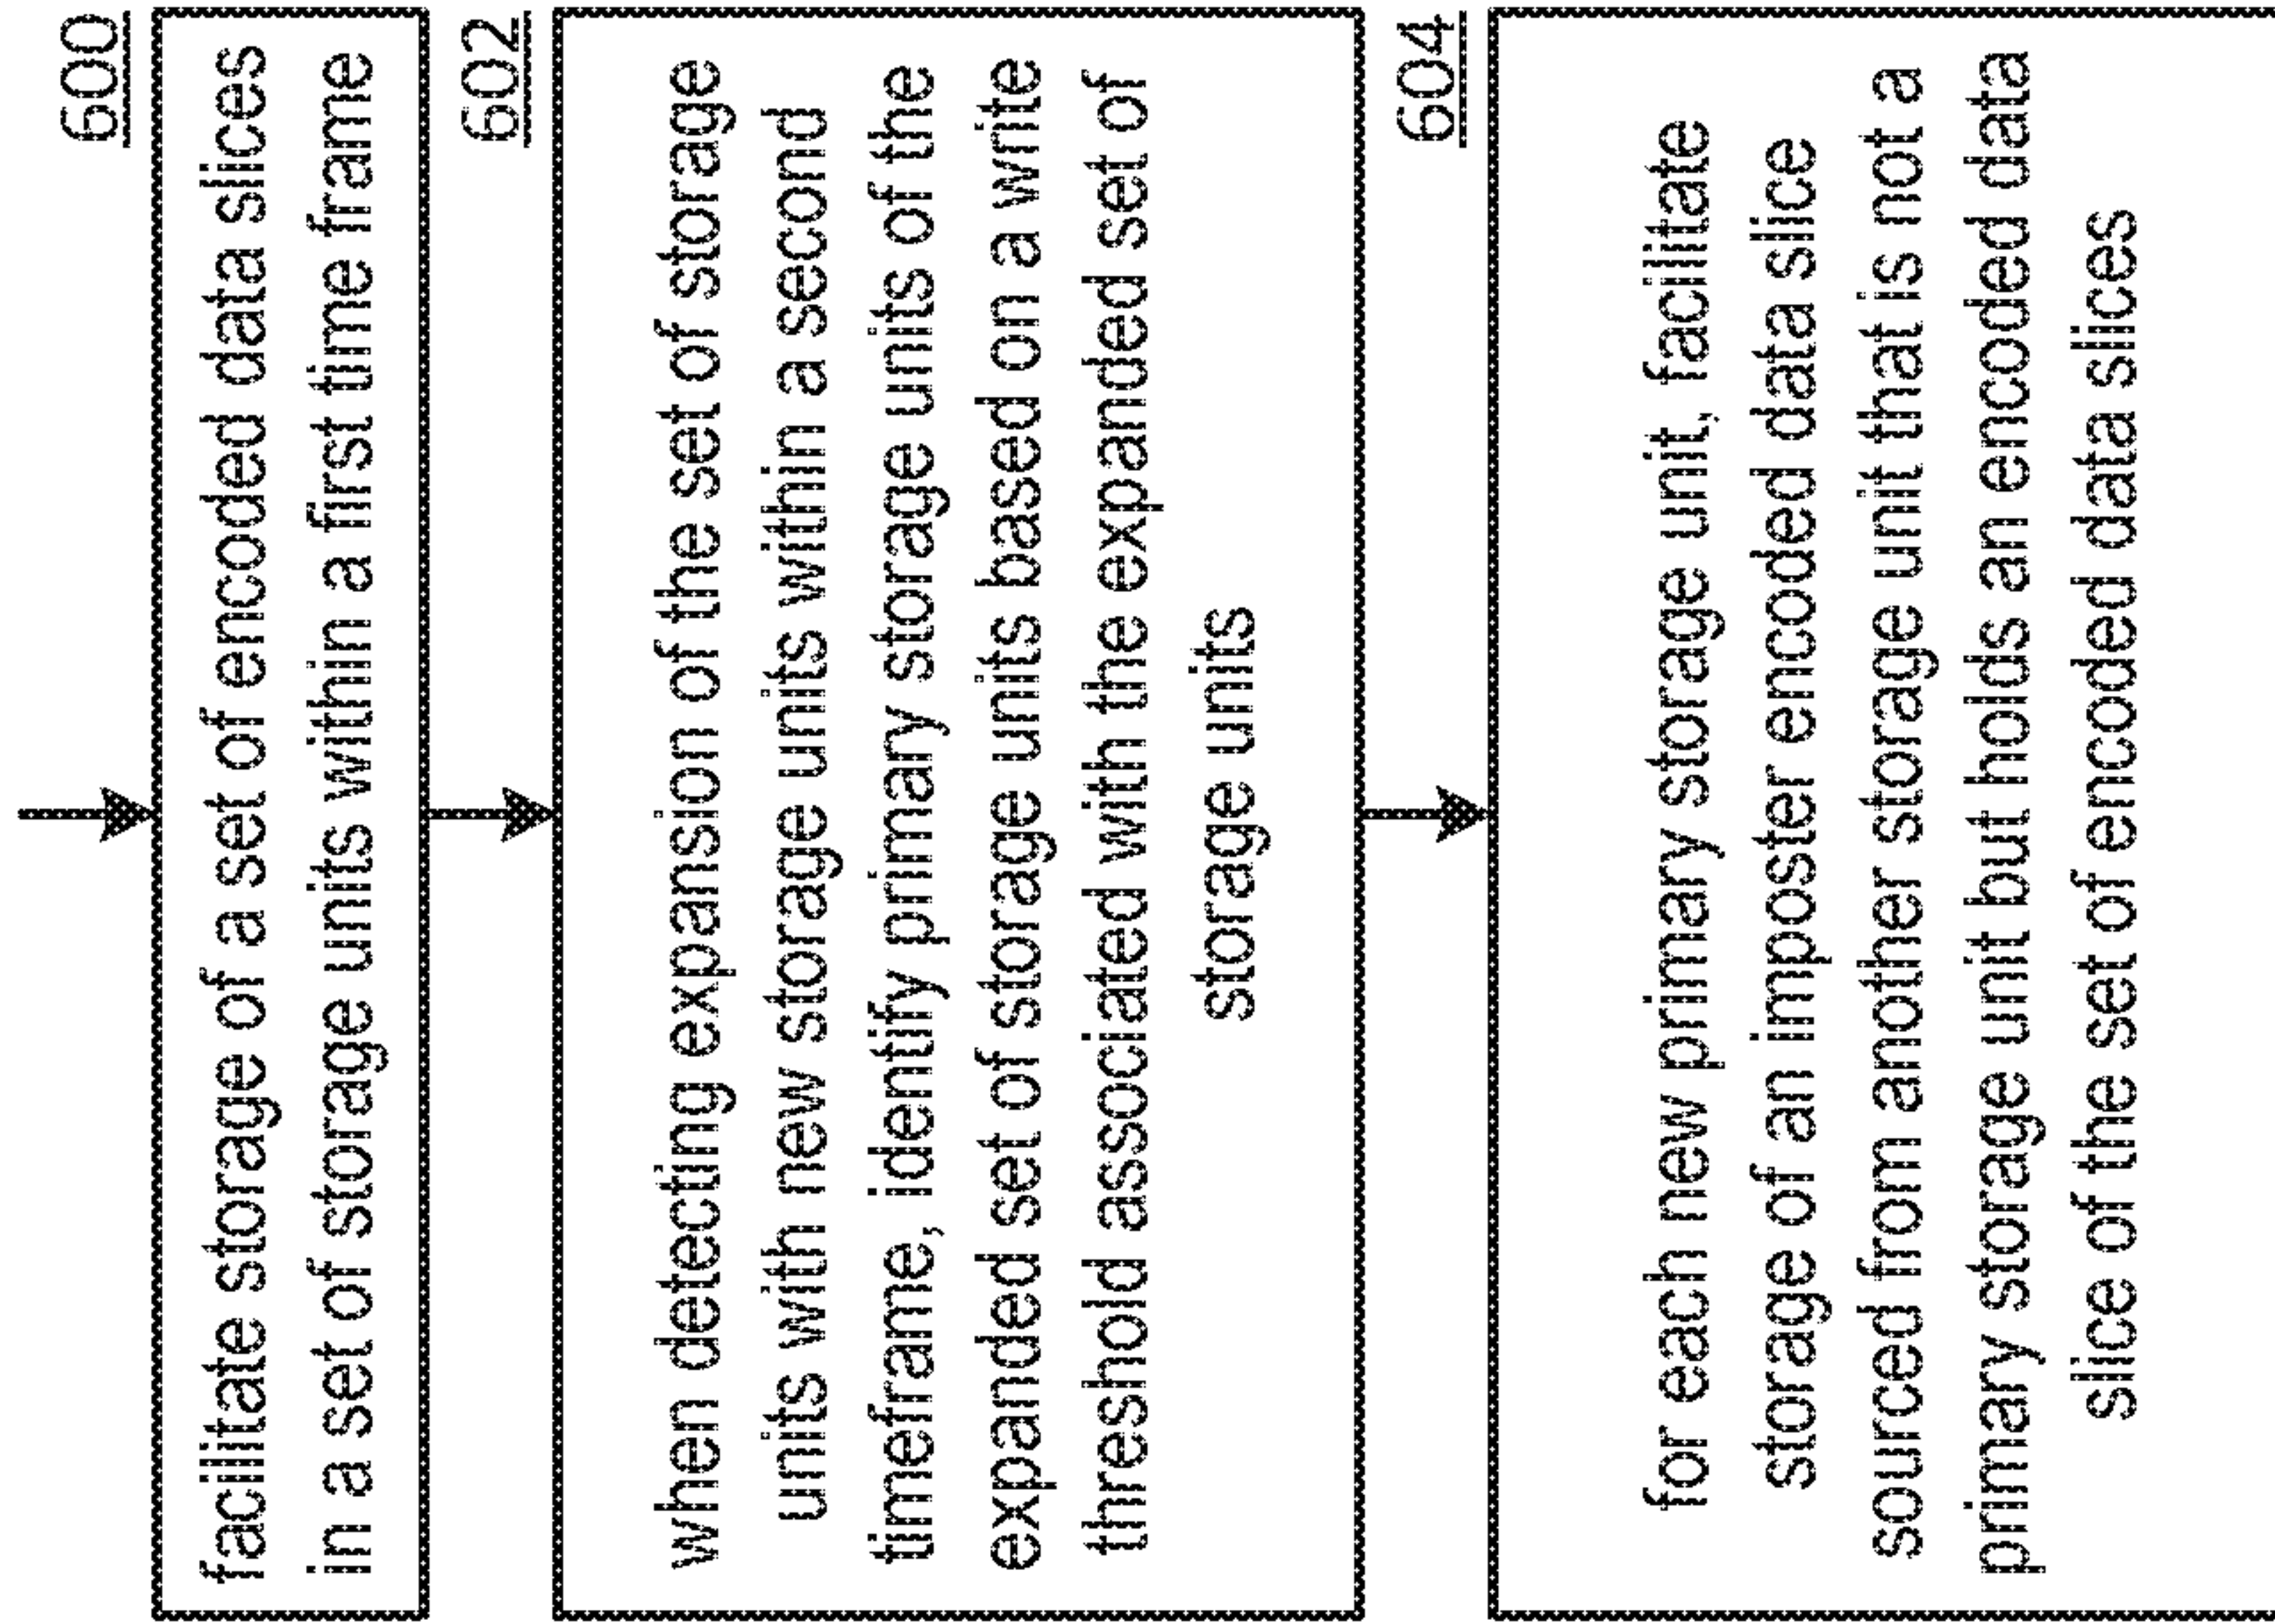 600
facilitate storage of a set of encoded data slices
in a set of storage units within a first time frame
602
when detecting expansion of the set of storage
units with new storage units within a second
timeframe, identify primary storage units of the
expanded set of storage units based on a write
threshold associated with the expanded set of
storage units
604
for each new primary storage unit, facilitate
storage of an imposter encoded data slice
sourced from another storage unit that is not a
primary storage unit but holds an encoded data
slice of the set of encoded data slices